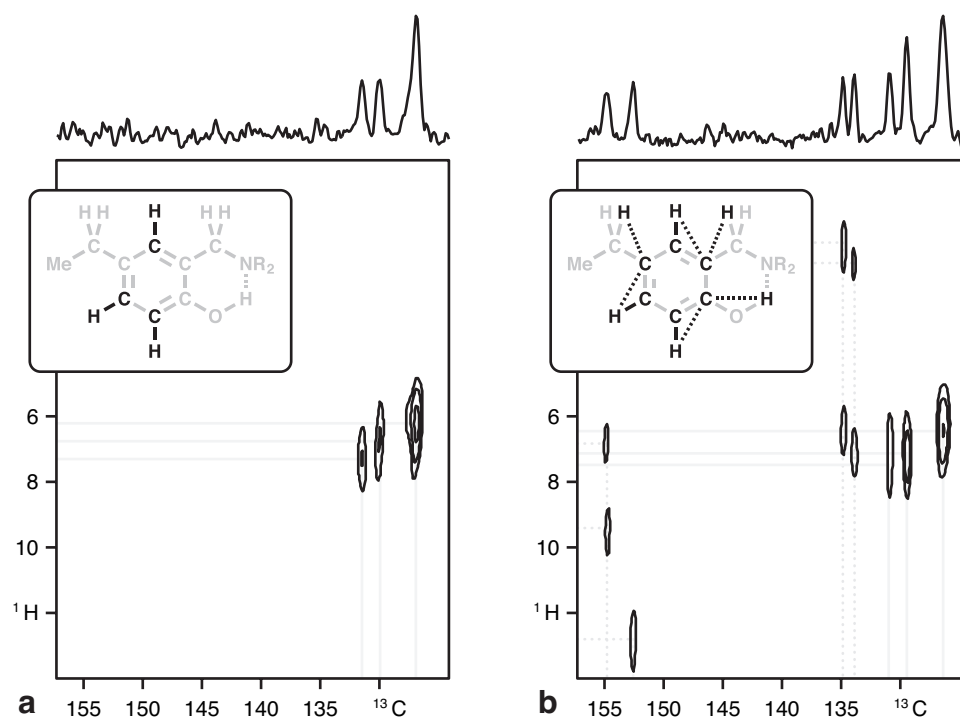 H H H H H
Me C C C C C NR2
H C C C O H
H
6
8
10
1H
a 155 150 145 140 135 13C
H H H H H
Me C C C C C NR2
H C C C O H
H
6
8
10
1H
b 155 150 145 140 135 13C